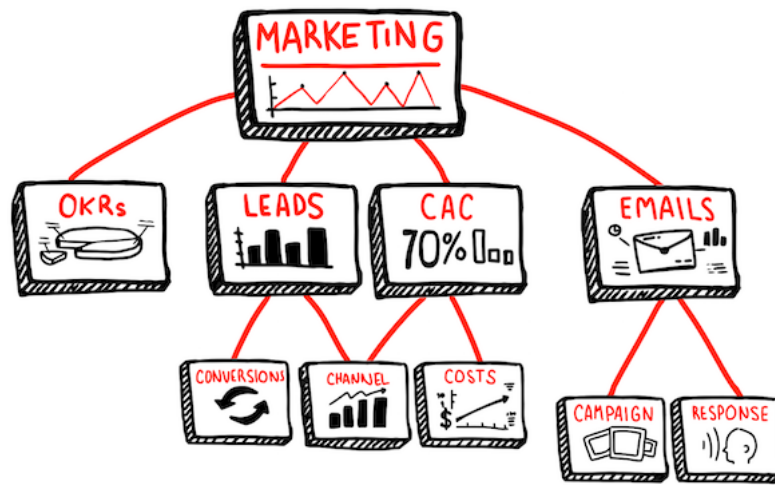 MARKETING
OKRs
LEADS
CAC
70%
EMAILS
CONVERSIONS
CHANNEL
COSTS
$
CAMPAIGN
RESPONSE